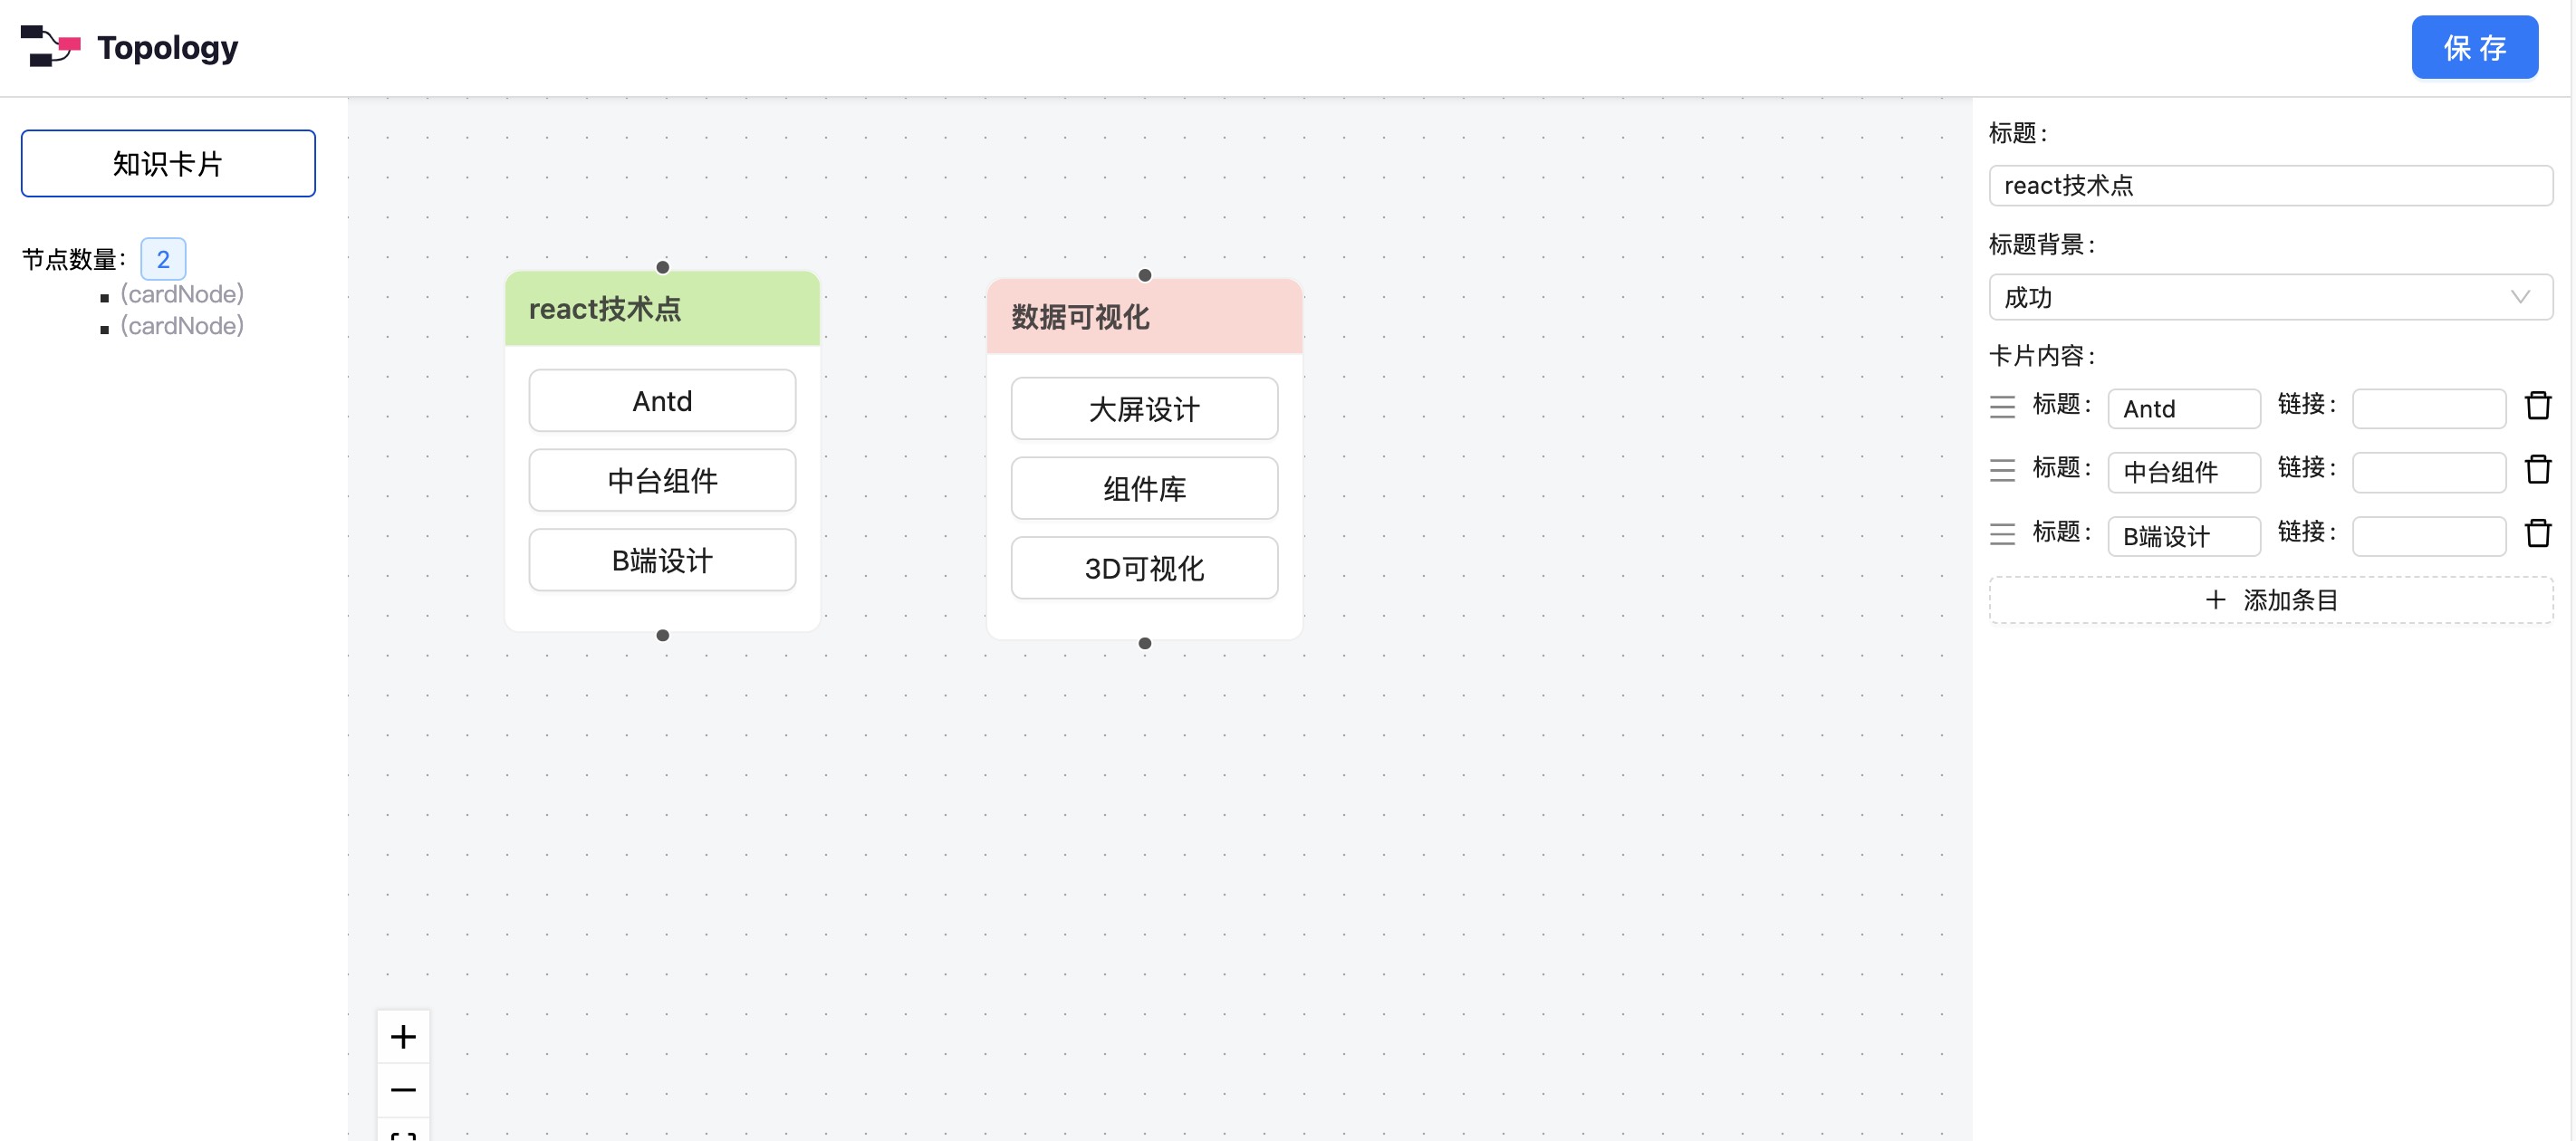 Topology
保 存
知识卡片
节点数量： 2
(cardNode)
(cardNode)
react技术点
Antd
中台组件
B端设计
数据可视化
大屏设计
组件库
3D可视化
标题：
react技术点
标题背景：
成功
卡片内容：
标题： Antd 链接：
标题： 中台组件 链接：
标题： B端设计 链接：
+ 添加条目